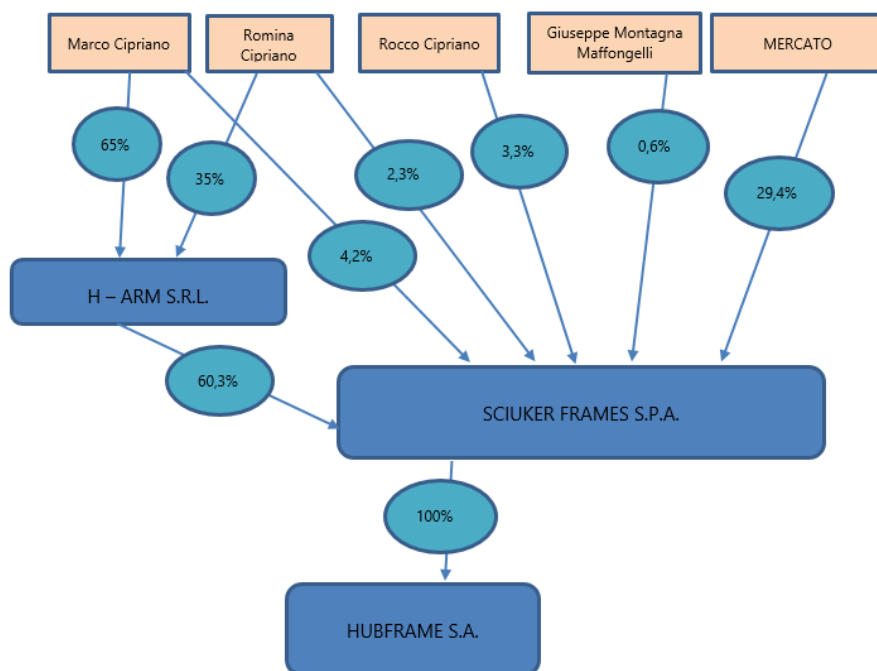 Marco Cipriano
Romina
Cipriano
Rocco Cipriano
Giuseppe Montagna
Maffongelli
MERCATO
65%
35%
2,3%
3,3%
0,6%
29,4%
4,2%
H – ARM S.R.L.
60,3%
SCIUKER FRAMES S.P.A.
100%
HUBFRAME S.A.